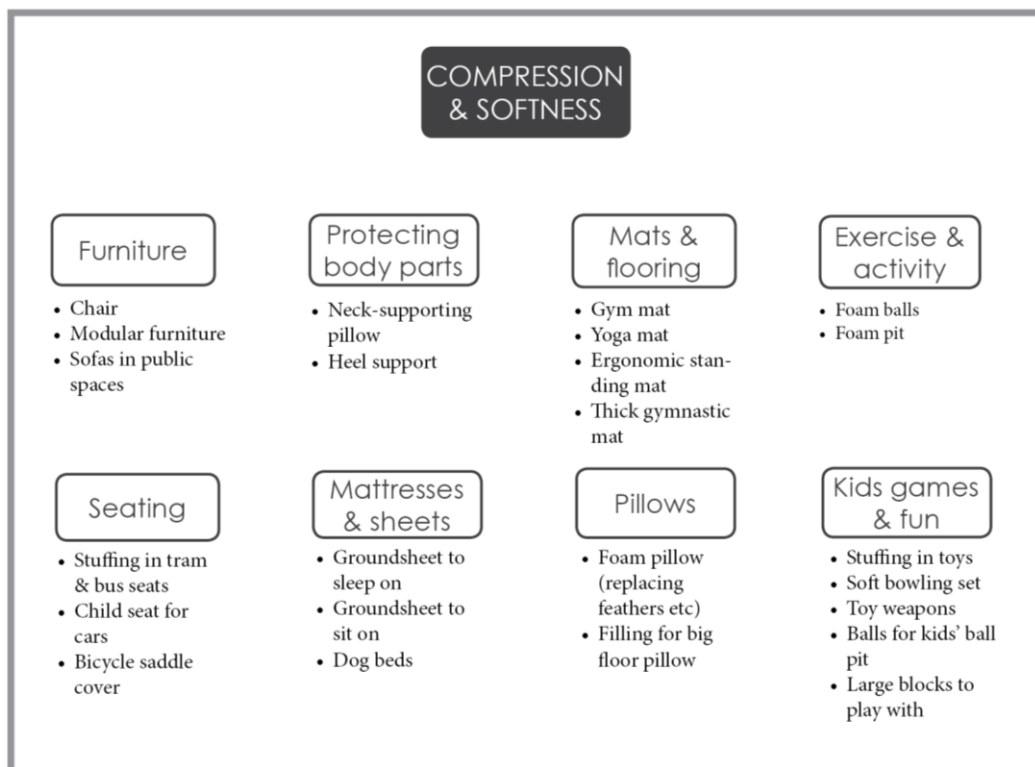 COMPRESSION
& SOFTNESS
Furniture
• Chair
• Modular furniture
• Sofas in public
spaces
Protecting
body parts
• Neck-supporting
pillow
• Heel support
Mats &
flooring
• Gym mat
• Yoga mat
• Ergonomic stan-
ding mat
• Thick gymnastic
mat
Exercise &
activity
• Foam balls
• Foam pit
Seating
• Stuffing in tram
& bus seats
• Child seat for
cars
• Bicycle saddle
cover
Mattresses
& sheets
• Groundsheet to
sleep on
• Groundsheet to
sit on
• Dog beds
Pillows
• Foam pillow
(replacing
feathers etc)
• Filling for big
floor pillow
Kids games
& fun
• Stuffing in toys
• Soft bowling set
• Toy weapons
• Balls for kids’ ball
pit
• Large blocks to
play with